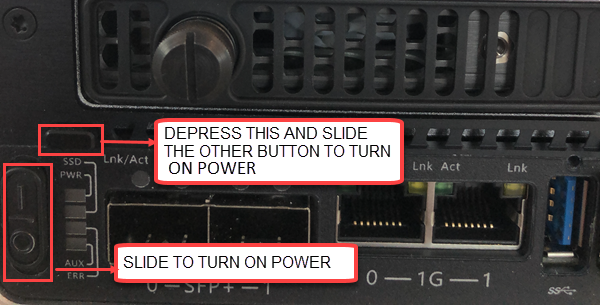 DEPRESS THIS AND SLIDE
THE OTHER BUTTON TO TURN
ON POWER
SSD
PWR
Lnk/Act
Lnk Act
Lnk
AUX
ERR
SLIDE TO TURN ON POWER
0—SFP+—1
0—1G—1